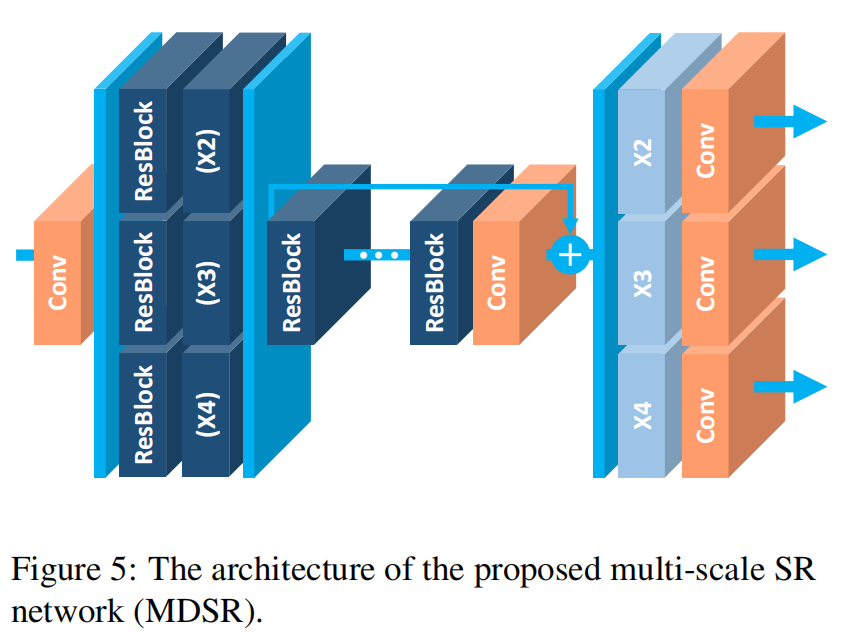 Conv
ResBlock
(X2)
ResBlock
(X3)
ResBlock
(X4)
ResBlock
ResBlock
Conv
X2
Conv
X3
Conv
X4
Conv
Figure 5: The architecture of the proposed multi-scale SR
network (MDSR).